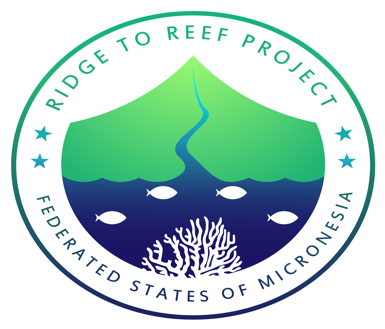 RIDGE TO REEF PROJECT
FEDERATED STATES OF MICRONESIA